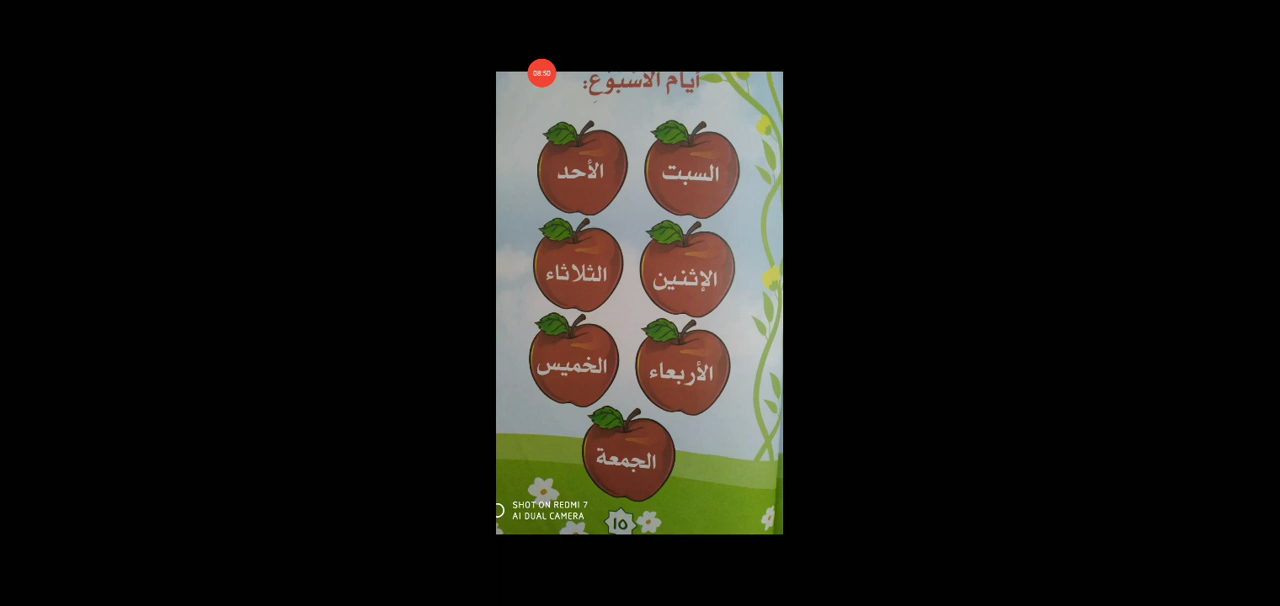 08:50
أيام الأسبوع:
السبت
الأحد
الإثنين
الثلاثاء
الأربعاء
الخميس
الجمعة
SHOT ON REDMI 7
AI DUAL CAMERA
١٥